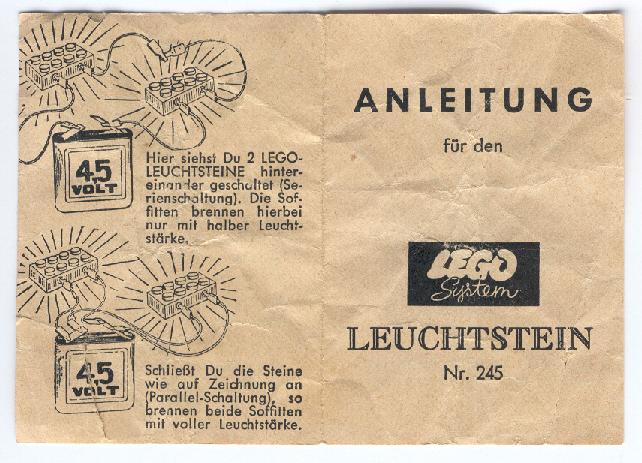 4,5
VOLT
Hier siehst Du 2 LEGO-
LEUCHTSTEINE hinter-
einander geschaltet (Se-
rienschaltung). Die Sof-
fitten brennen hierbei
nur mit halber Leucht-
stärke.
4,5
VOLT
Schließt Du die Steine
wie auf Zeichnung an
(Parallel-Schaltung), so
brennen beide Soffitten
mit voller Leuchtstärke.
ANLEITUNG
für den
LEGO
System
LEUCHTSTEIN
Nr. 245